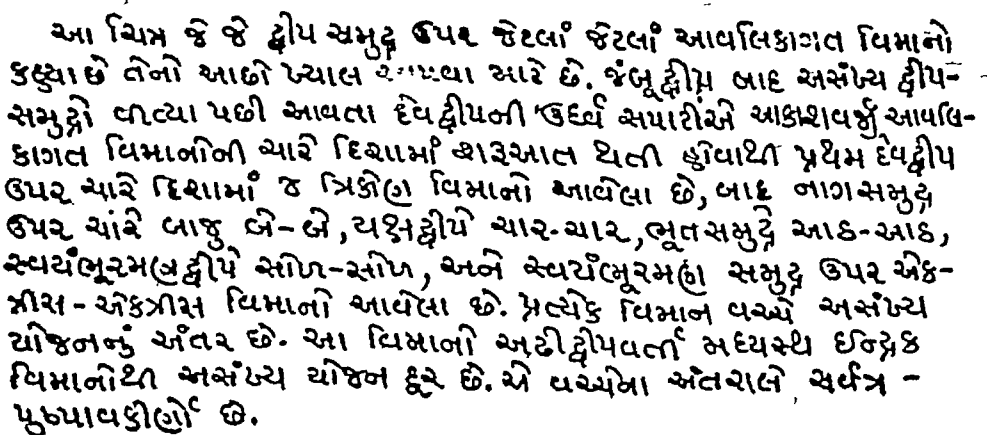 આ ચિત્ર જે જે દ્વીપ સમુદ્ર ઉપર જેટલાં જેટલાં આવલિકાગત વિમાનો
કહ્યા છે તેનો આછો ખ્યાલ આપવા માટે છે. જંબૂદ્વીપ બાદ અસંખ્ય દ્વીપ-
સમુદ્રો વીત્યા પછી આવતા દેવદ્વીપની ઉર્ધ્વ સપાટીએ આકાશવર્જી આવલિ-
કાગત વિમાનોની ચારે દિશામાં શરૂઆત થતી હોવાથી પ્રથમ દેવદ્વીપ
ઉપર ચારે દિશામાં ૪ ત્રિકોણ વિમાનો આવેલા છે, બાદ નાગસમુદ્ર
ઉપર ચારે બાજુ બે-બે, યક્ષદ્વીપે ચાર-ચાર, ભૂતસમુદ્રે આઠ-આઠ,
સ્વયંભૂરમણદ્વીપે સોળ-સોળ, અને સ્વયંભૂરમણ સમુદ્ર ઉપર એક-
ત્રીસ-એકત્રીસ વિમાનો આવેલા છે. પ્રત્યેક વિમાન વચ્ચે અસંખ્ય
યોજનનું અંતર છે. આ વિમાનો અઢીદ્વીપવર્તી મધ્યસ્થ ઇન્દ્રક
વિમાનોથી અસંખ્ય યોજન દૂર છે. એ વચ્ચેના અંતરાલે સર્વત્ર -
પુષ્પાવકીર્ણો છે.